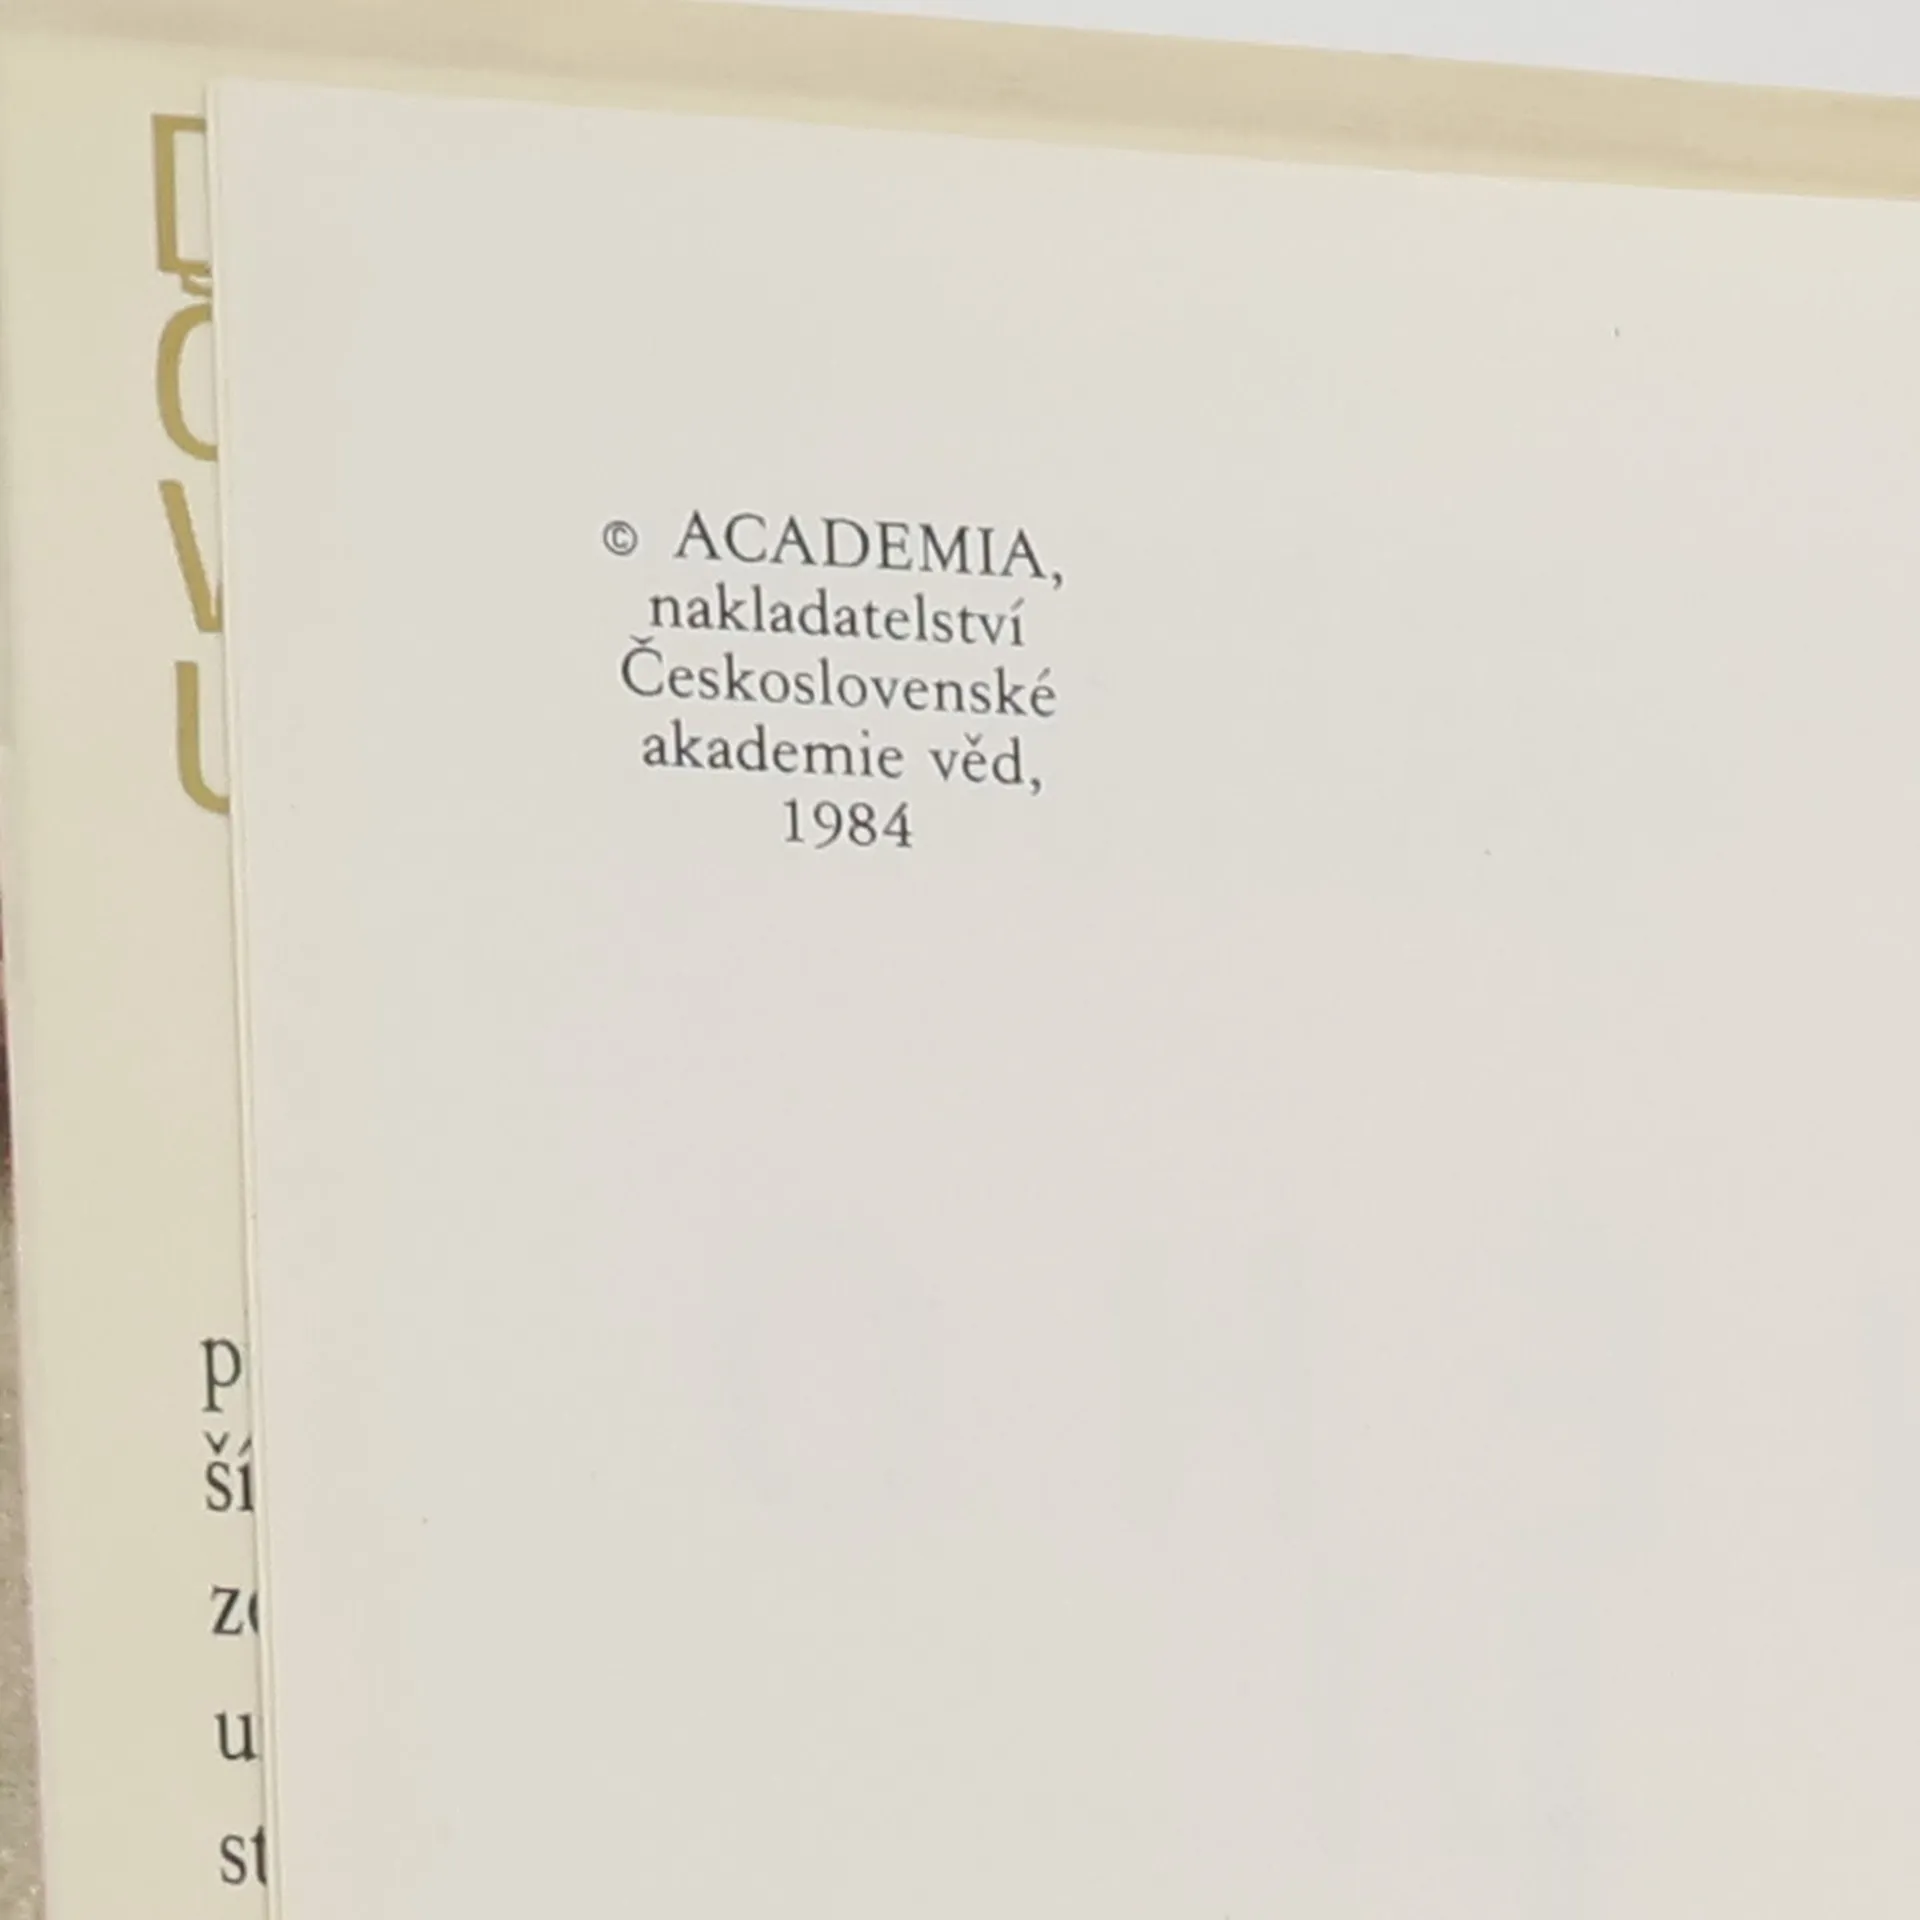 © ACADEMIA,
nakladatelství
Československé
akademie věd,
1984